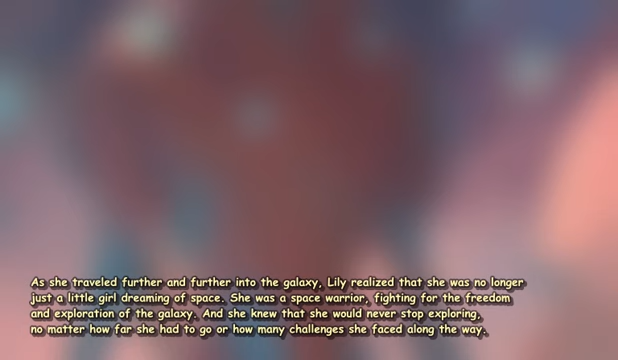 As she traveled further and further into the galaxy, Lily realized that she was no longer
just a little girl dreaming of space. She was a space warrior, fighting for the freedom
and exploration of the galaxy. And she knew that she would never stop exploring,
no matter how far she had to go or how many challenges she faced along the way.